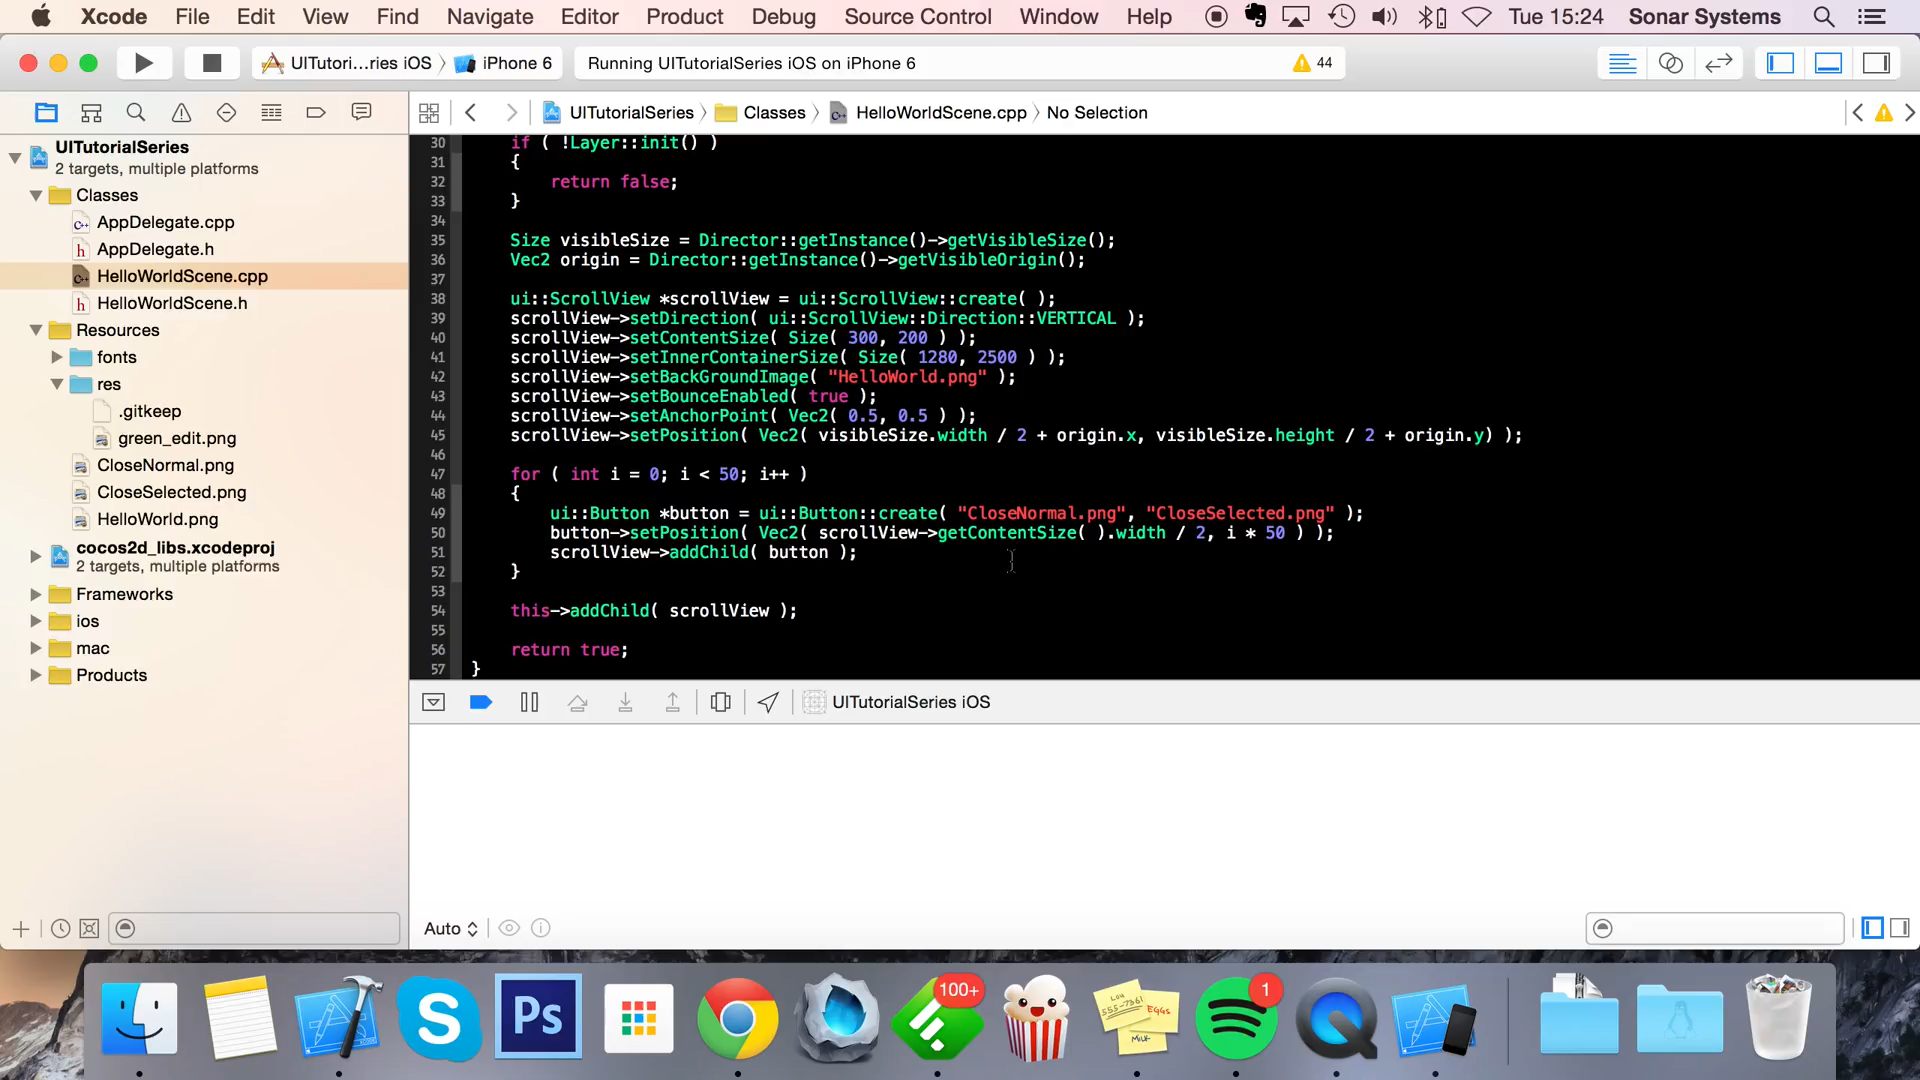 Xcode File Edit View Find Navigate Editor Product Debug Source Control Window Help Tue 15:24 Sonar Systems
UITutori...ries iOS iPhone 6 Running UITutorialSeries iOS on iPhone 6 44
UITutorialSeries Classes HelloWorldScene.cpp No Selection
UITutorialSeries
2 targets, multiple platforms
Classes
AppDelegate.cpp
AppDelegate.h
HelloWorldScene.cpp
HelloWorldScene.h
Resources
fonts
res
.gitkeep
green_edit.png
CloseNormal.png
CloseSelected.png
HelloWorld.png
cocos2d_libs.xcodeproj
2 targets, multiple platforms
Frameworks
ios
mac
Products
30 if ( !Layer::init() )
31 {
32 return false;
33 }
34
35 Size visibleSize = Director::getInstance()->getVisibleSize();
36 Vec2 origin = Director::getInstance()->getVisibleOrigin();
37
38 ui::ScrollView *scrollView = ui::ScrollView::create( );
39 scrollView->setDirection( ui::ScrollView::Direction::VERTICAL );
40 scrollView->setContentSize( Size( 300, 200 ) );
41 scrollView->setInnerContainerSize( Size( 1280, 2500 ) );
42 scrollView->setBackGroundImage( "HelloWorld.png" );
43 scrollView->setBounceEnabled( true );
44 scrollView->setAnchorPoint( Vec2( 0.5, 0.5 ) );
45 scrollView->setPosition( Vec2( visibleSize.width / 2 + origin.x, visibleSize.height / 2 + origin.y) );
46
47 for ( int i = 0; i < 50; i++ )
48 {
49 ui::Button *button = ui::Button::create( "CloseNormal.png", "CloseSelected.png" );
50 button->setPosition( Vec2( scrollView->getContentSize( ).width / 2, i * 50 ) );
51 scrollView->addChild( button );
52 }
53
54 this->addChild( scrollView );
55
56 return true;
57 }
UITutorialSeries iOS
Auto
S
Ps
100+
Lou
555-7361
EGGS
MILK
1